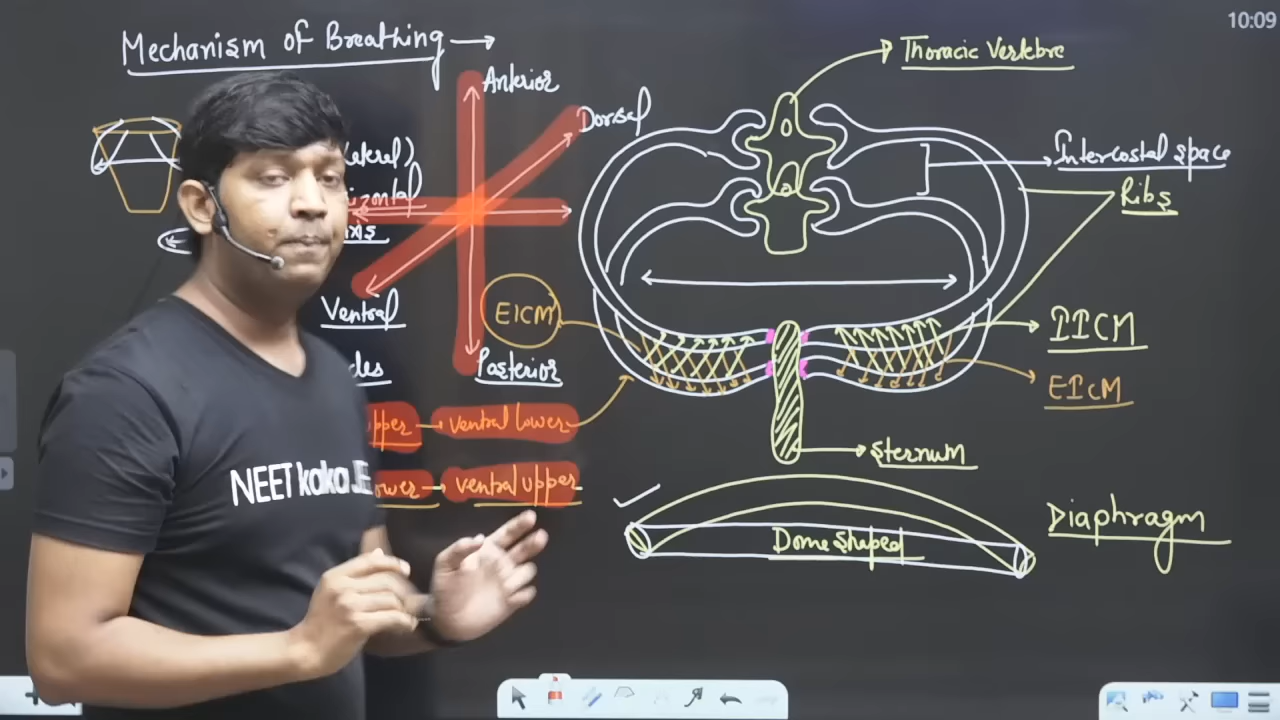 10:09
Mechanism of Breathing
Anterior
Dorsal
Ventral
Posterior
EICM
ventral lower
ventral upper
Thoracic Vertebre
Intercostal space
Ribs
IICM
EICM
Sternum
Diaphragm
Dome shaped
NEET kaka JEE